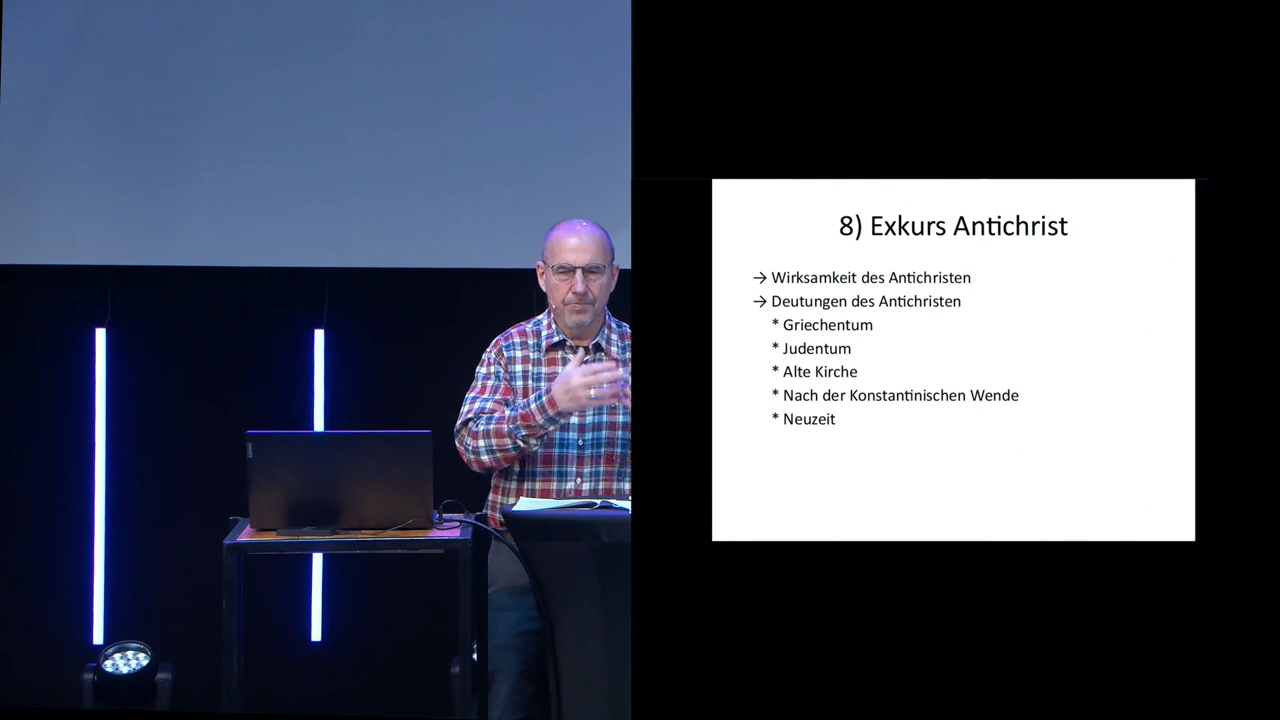 8) Exkurs Antichrist
→ Wirksamkeit des Antichristen
→ Deutungen des Antichristen
* Griechentum
* Judentum
* Alte Kirche
* Nach der Konstantinischen Wende
* Neuzeit